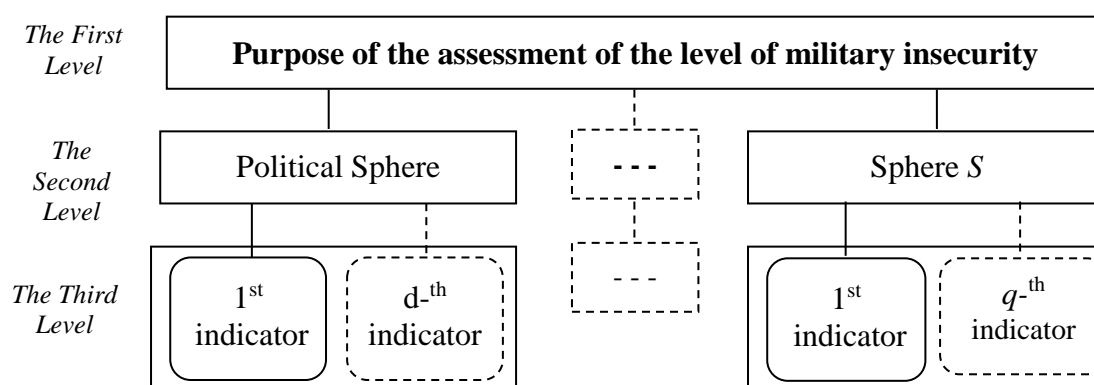 The First
Level
Purpose of the assessment of the level of military insecurity
The
Second
Level
Political Sphere
- - -
Sphere S
The Third
Level
1st
indicator
d-th
indicator
- - -
1st
indicator
q-th
indicator